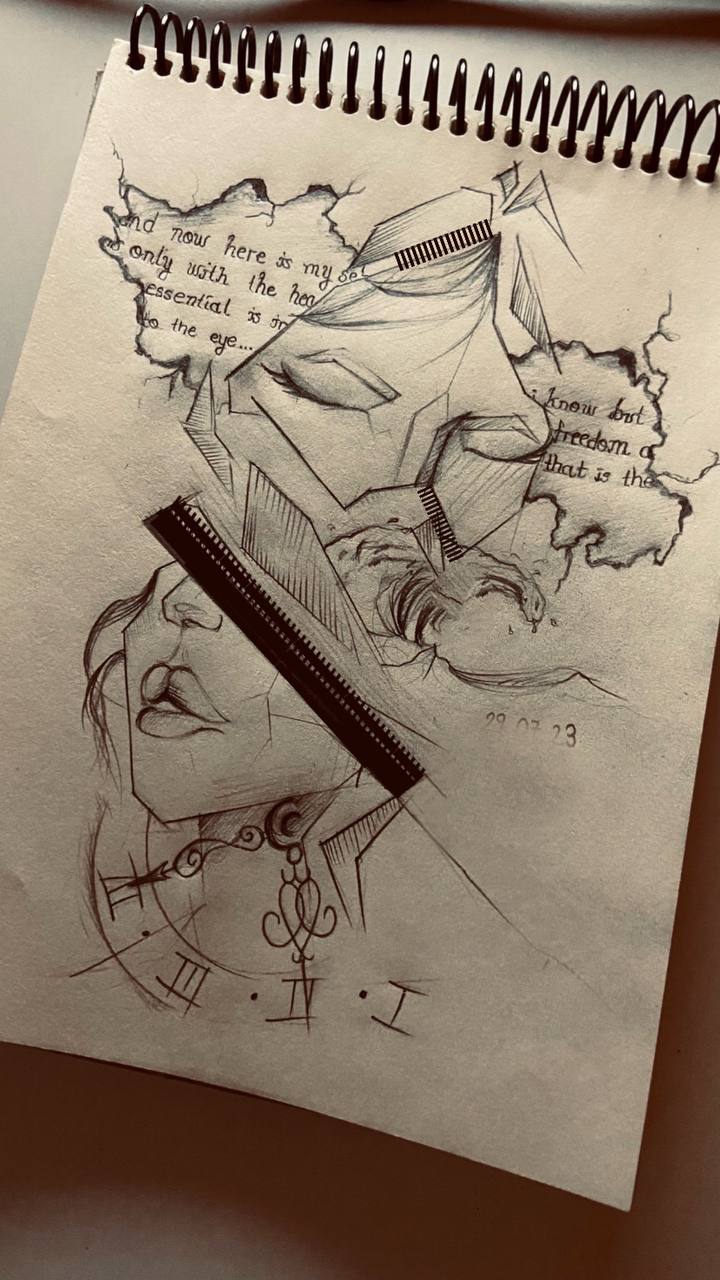 and now here is my se
only with the hea
essential is in
to the eye...
i know but
freedom a
that is the
29.07.23
II
III
IV
I